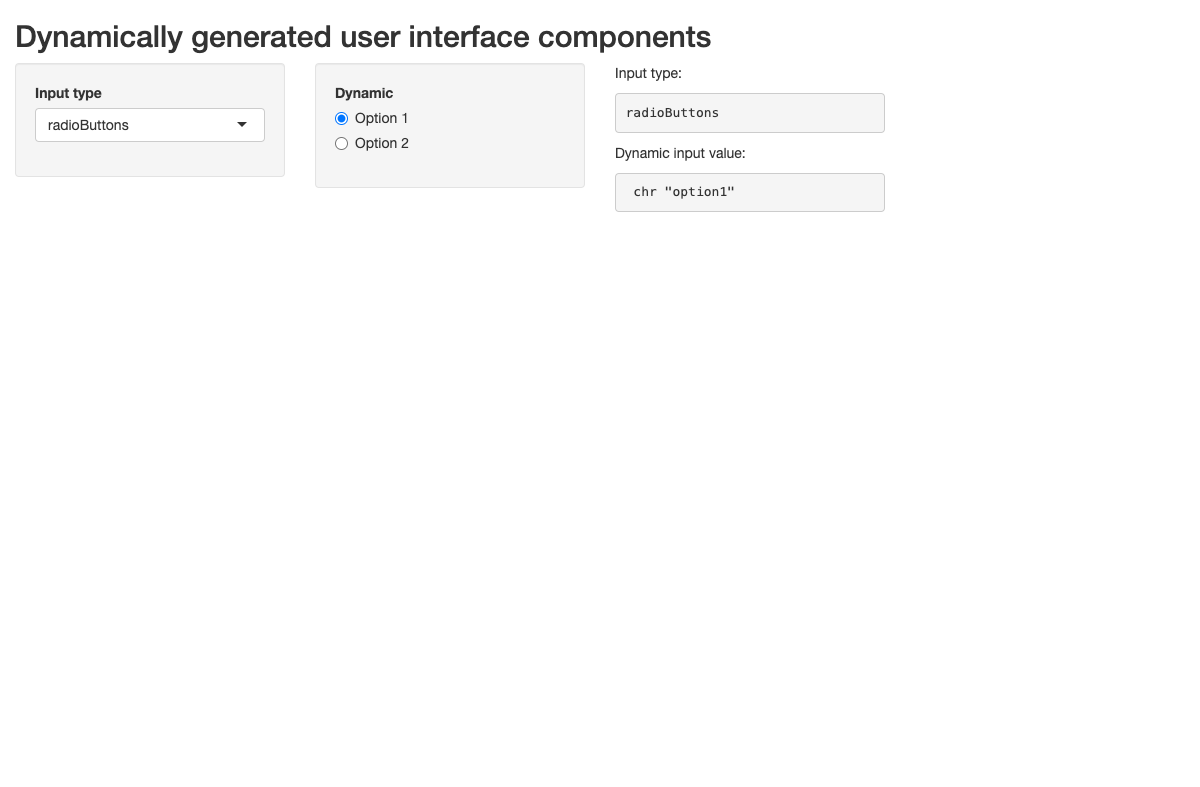 Dynamically generated user interface components
Input type
radioButtons
Dynamic
Option 1
Option 2
Input type:
radioButtons
Dynamic input value:
chr "option1"